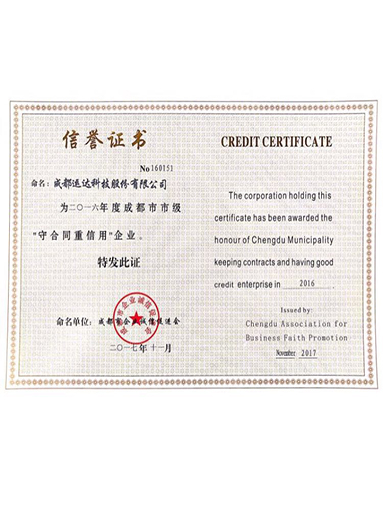 信誉证书
No 160151
命名：成都运达科技股份有限公司
为二〇一六年度成都市市级
"守合同重信用"企业．
特发此证
命名单位：成都市企业诚信促进会
二〇一七年十一月
CREDIT CERTIFICATE
The corporation holding this
certificate has been awarded the
honour of Chengdu Municipality
keeping contracts and having good
credit enterprise in 2016 .
Issued by:
Chengdu Association for
Business Faith Promotion
November 2017